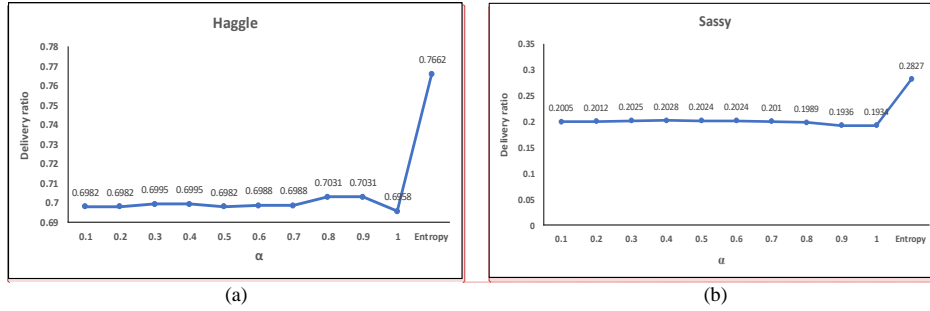 Haggle
Delivery ratio
0.78
0.77
0.76
0.75
0.74
0.73
0.72
0.71
0.7
0.69
0.6982 0.6982 0.6995 0.6995 0.6982 0.6988 0.6988 0.7031 0.7031 0.6958 0.7662
0.1 0.2 0.3 0.4 0.5 0.6 0.7 0.8 0.9 1 Entropy
α
(a)
Sassy
Delivery ratio
0.35
0.3
0.25
0.2
0.15
0.1
0.05
0
0.2005 0.2012 0.2025 0.2028 0.2024 0.2024 0.201 0.1989 0.1936 0.1934 0.2827
0.1 0.2 0.3 0.4 0.5 0.6 0.7 0.8 0.9 1 Entropy
α
(b)